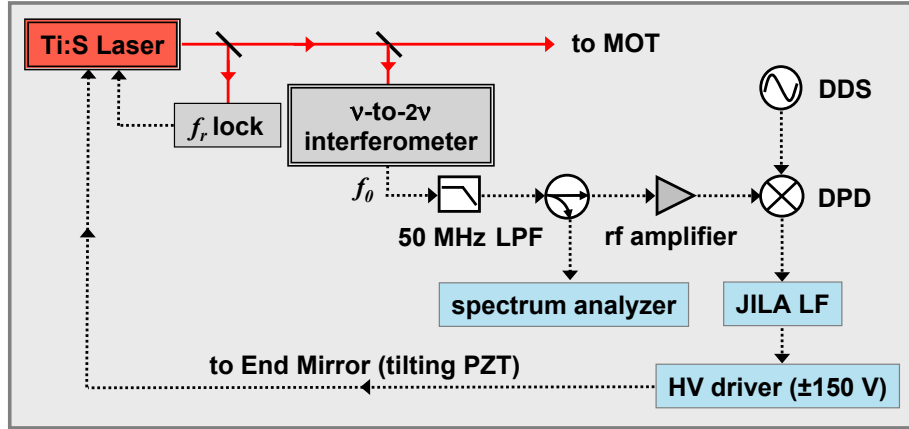 Ti:S Laser
to MOT
DDS
fr lock
ν-to-2ν
interferometer
f0
50 MHz LPF
rf amplifier
DPD
spectrum analyzer
JILA LF
to End Mirror (tilting PZT)
HV driver (±150 V)